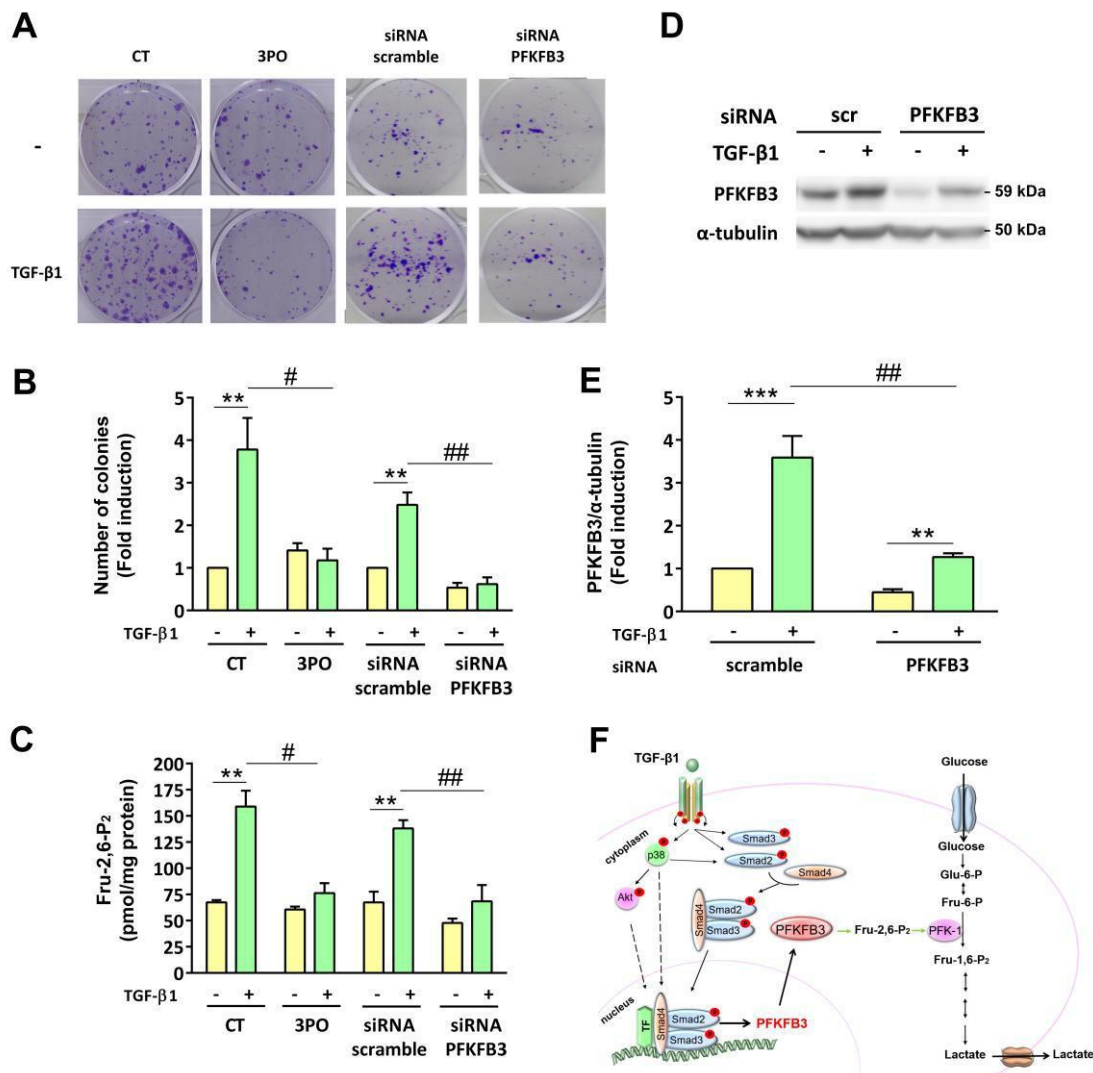 A
CT
3PO
siRNA
scramble
siRNA
PFKFB3
-
TGF-β1
D
siRNA scr PFKFB3
TGF-β1 - + - +
PFKFB3 - 59 kDa
α-tubulin - 50 kDa
B
Number of colonies
(Fold induction)
5
4
3
2
1
0
** # ** ##
TGF-β1 - + - + - + - +
CT 3PO siRNA
scramble siRNA
PFKFB3
E
PFKFB3/α-tubulin
(Fold induction)
5
4
3
2
1
0
*** ## **
TGF-β1 - + - +
siRNA scramble PFKFB3
C
Fru-2,6-P₂
(pmol/mg protein)
200
175
150
125
100
75
50
25
0
** # ** ##
TGF-β1 - + - + - + - +
CT 3PO siRNA
scramble siRNA
PFKFB3
F
TGF-β1
Glucose
cytoplasm
p38
P
Smad3
P
Smad2
P
Smad4
Akt
P
Smad4
Smad2
P
Smad3
P
PFKFB3
Fru-2,6-P₂
PFK-1
Glucose
Glu-6-P
Fru-6-P
Fru-1,6-P₂
nucleus
TF
Smad4
Smad2
P
Smad3
P
PFKFB3
Lactate
Lactate